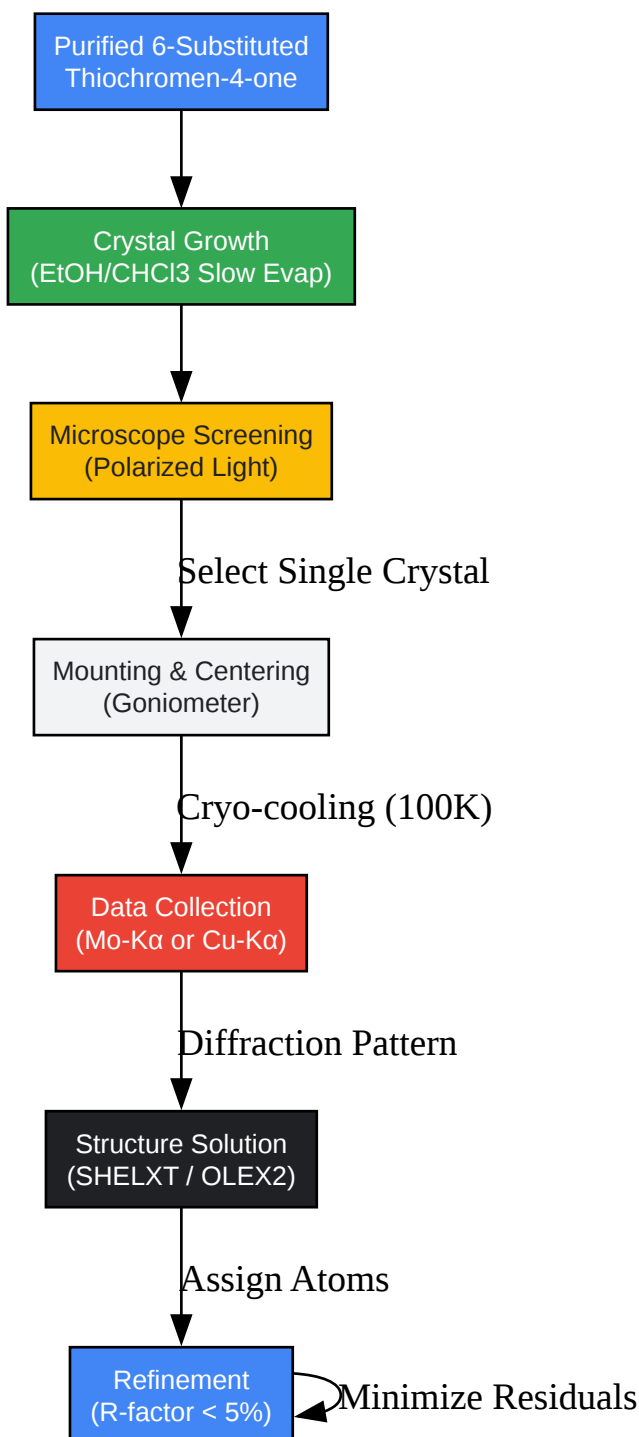 Purified 6-Substituted
Thiochromen-4-one
Crystal Growth
(EtOH/CHCl3 Slow Evap)
Microscope Screening
(Polarized Light)
Select Single Crystal
Mounting & Centering
(Goniometer)
Cryo-cooling (100K)
Data Collection
(Mo-Kα or Cu-Kα)
Diffraction Pattern
Structure Solution
(SHELXT / OLEX2)
Assign Atoms
Refinement
(R-factor < 5%)
Minimize Residuals